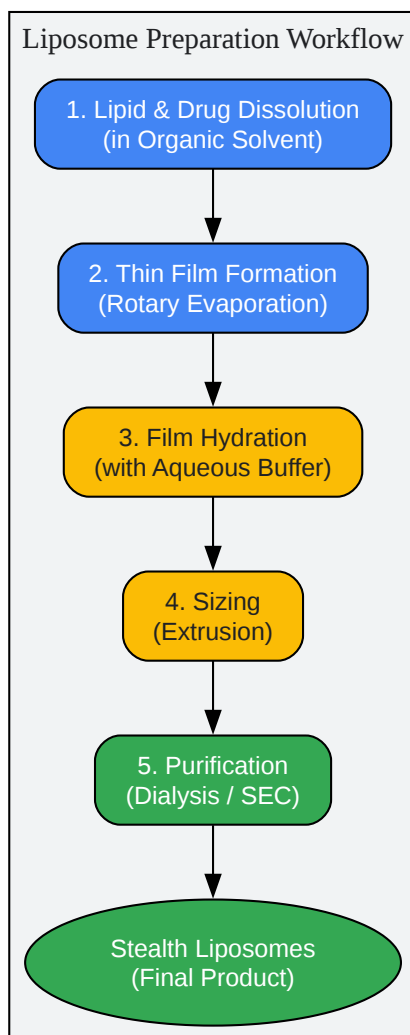 Liposome Preparation Workflow
1. Lipid & Drug Dissolution
(in Organic Solvent)
2. Thin Film Formation
(Rotary Evaporation)
3. Film Hydration
(with Aqueous Buffer)
4. Sizing
(Extrusion)
5. Purification
(Dialysis / SEC)
Stealth Liposomes
(Final Product)